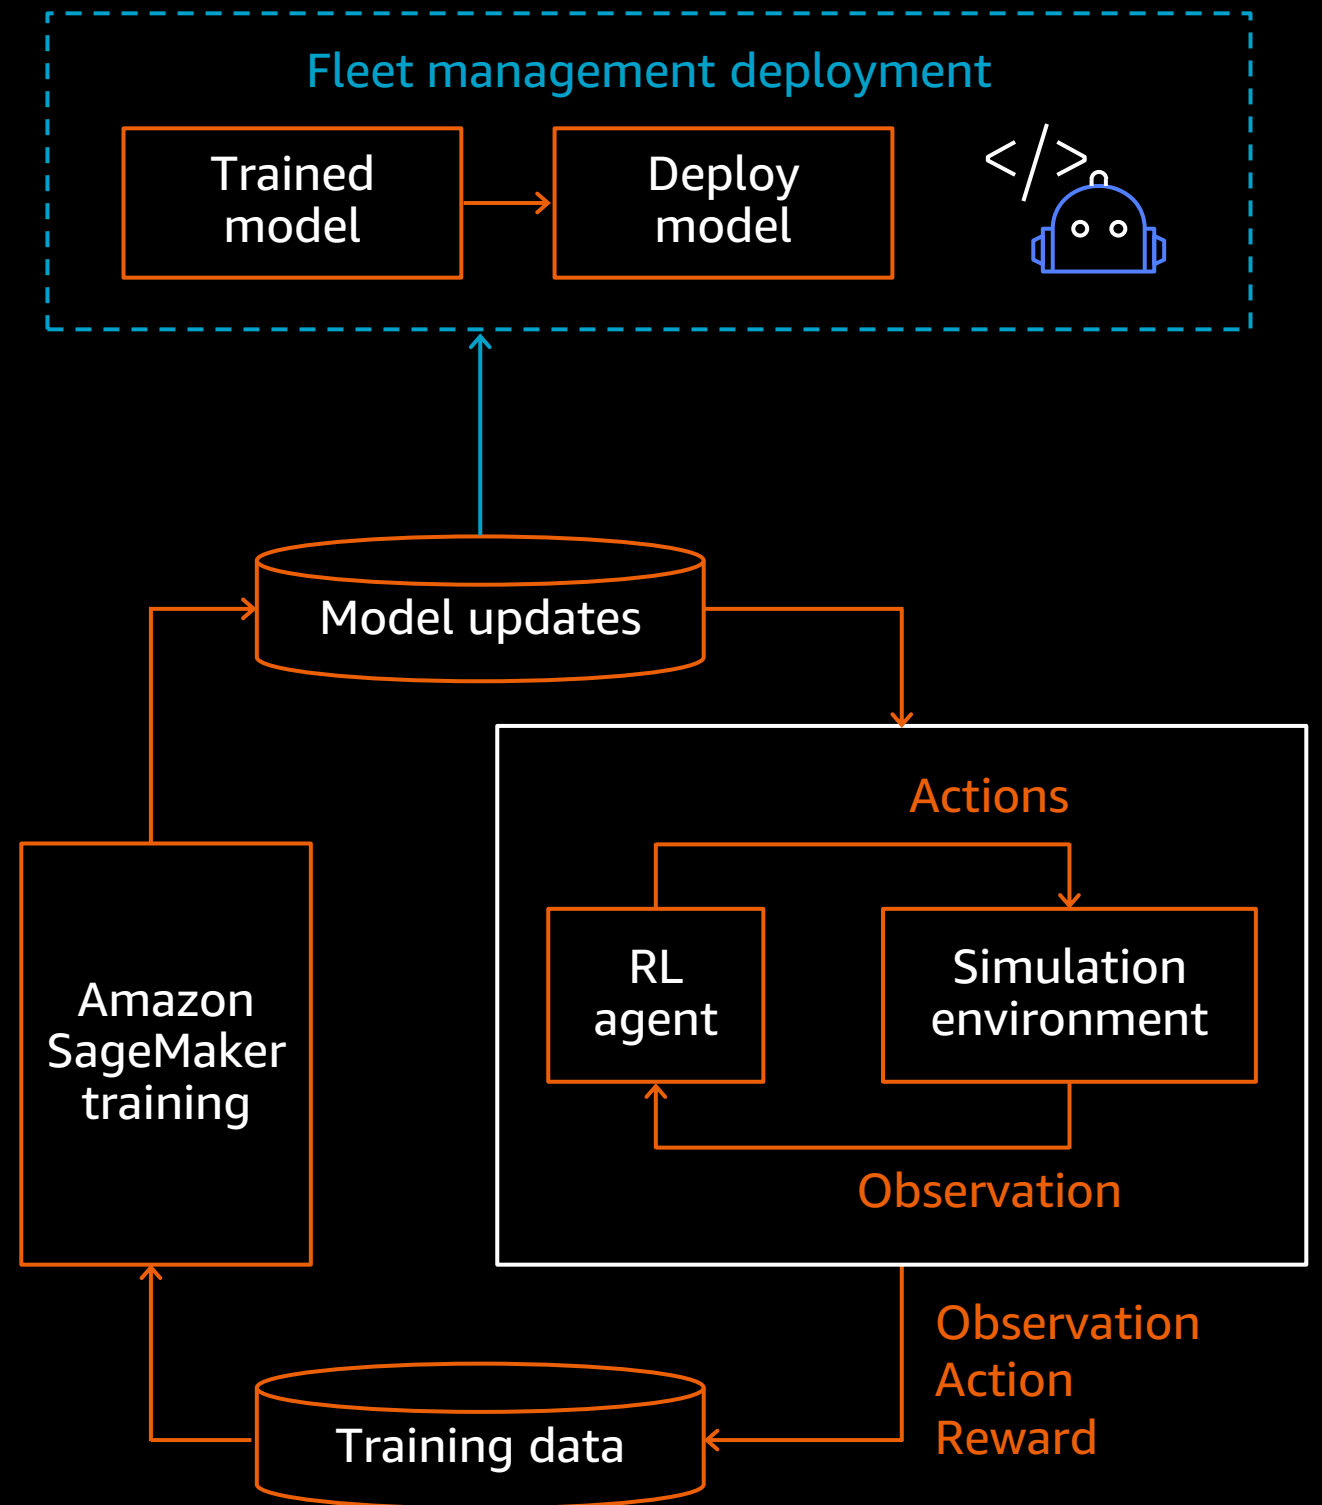 Fleet management deployment
Trained
model
Deploy
model
</>
Model updates
Actions
RL
agent
Simulation
environment
Amazon
SageMaker
training
Observation
Observation
Action
Reward
Training data